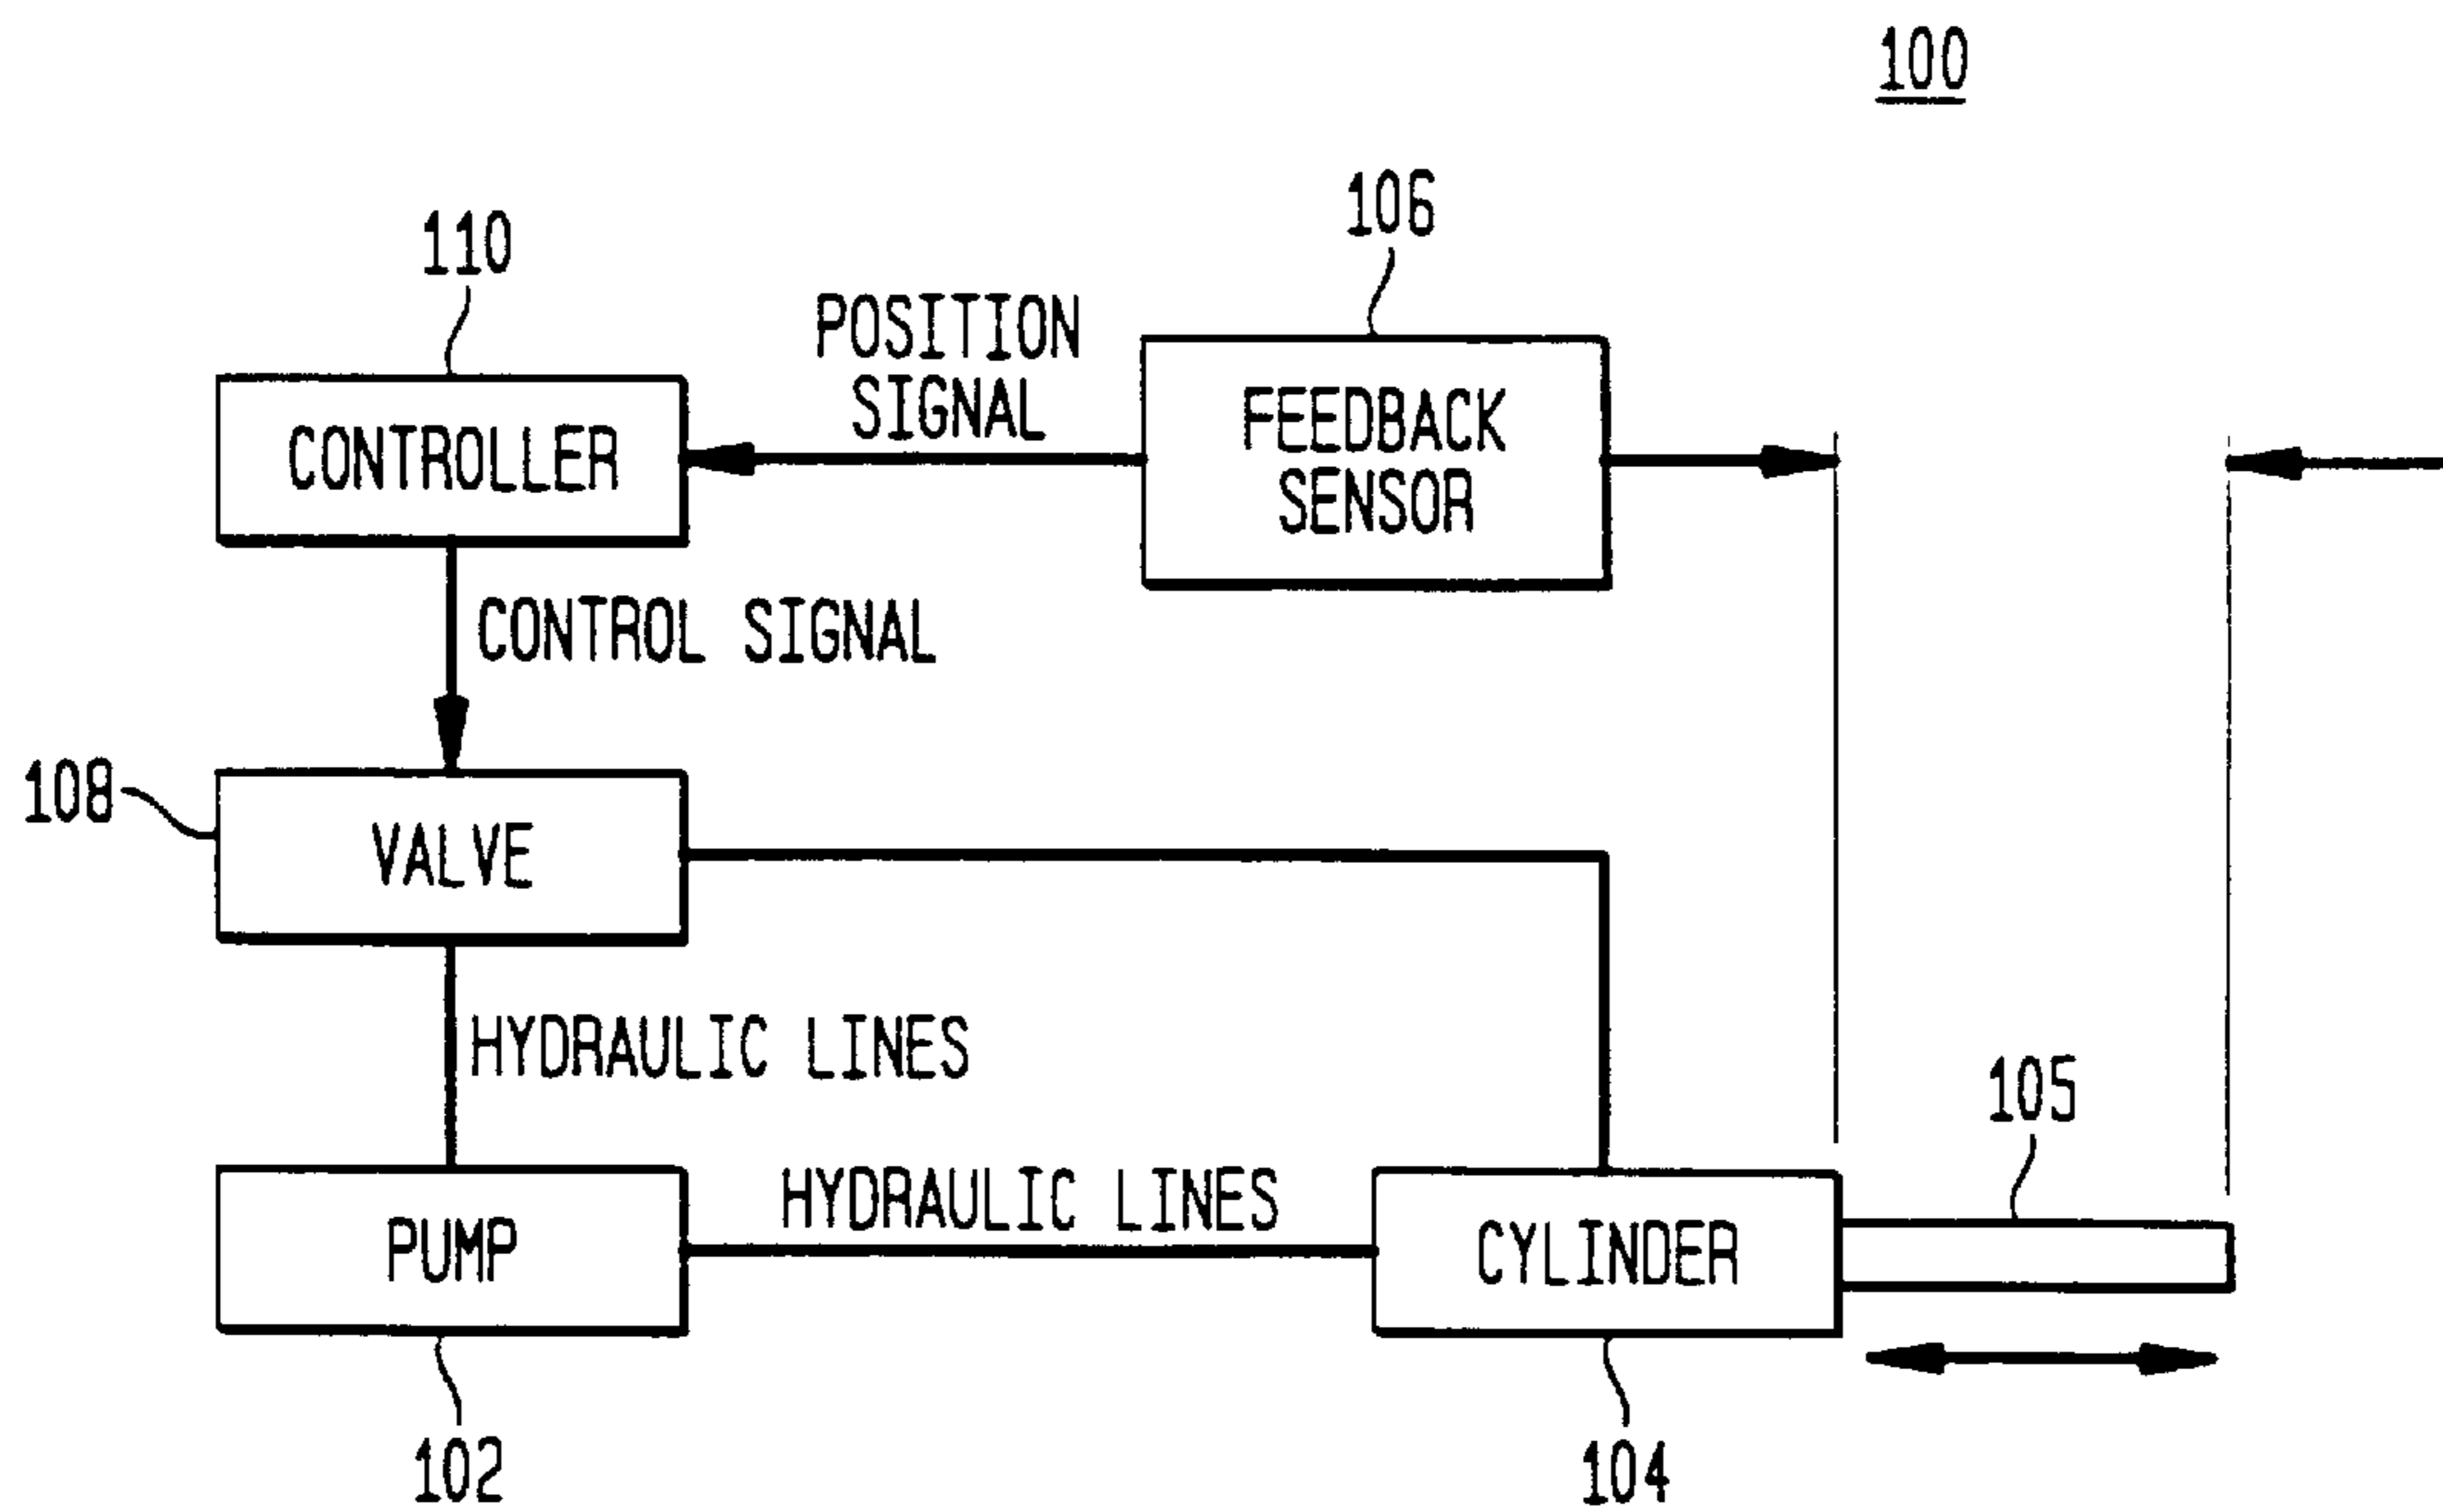 100
106
110
POSITION
SIGNAL
FEEDBACK
SENSOR
CONTROLLER
CONTROL SIGNAL
108
VALVE
HYDRAULIC LINES
105
HYDRAULIC LINES
PUMP
CYLINDER
102
104